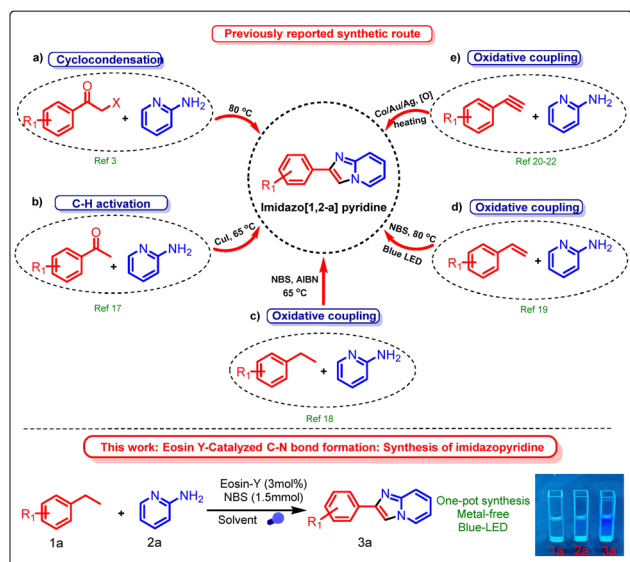 Previously reported synthetic route
a) Cyclocondensation
O
X
R1
+
N
NH2
Ref 3
80 °C
e) Oxidative coupling
Co/Au/Ag, [O]
heating
R1
+
N
NH2
Ref 20-22
N
N
R1
Imidazo[1,2-a] pyridine
b) C-H activation
O
R1
+
N
NH2
Ref 17
CuI, 65 °C
d) Oxidative coupling
NBS, 80 °C
Blue LED
R1
+
N
NH2
Ref 19
NBS, AIBN
65 °C
c) Oxidative coupling
R1
+
N
NH2
Ref 18
This work: Eosin Y-Catalyzed C-N bond formation: Synthesis of imidazopyridine
R1
1a
+
N
NH2
2a
Eosin-Y (3mol%)
NBS (1.5mmol)
Solvent
N
N
R1
3a
One-pot synthesis
Metal-free
Blue-LED
1a 2a 3a